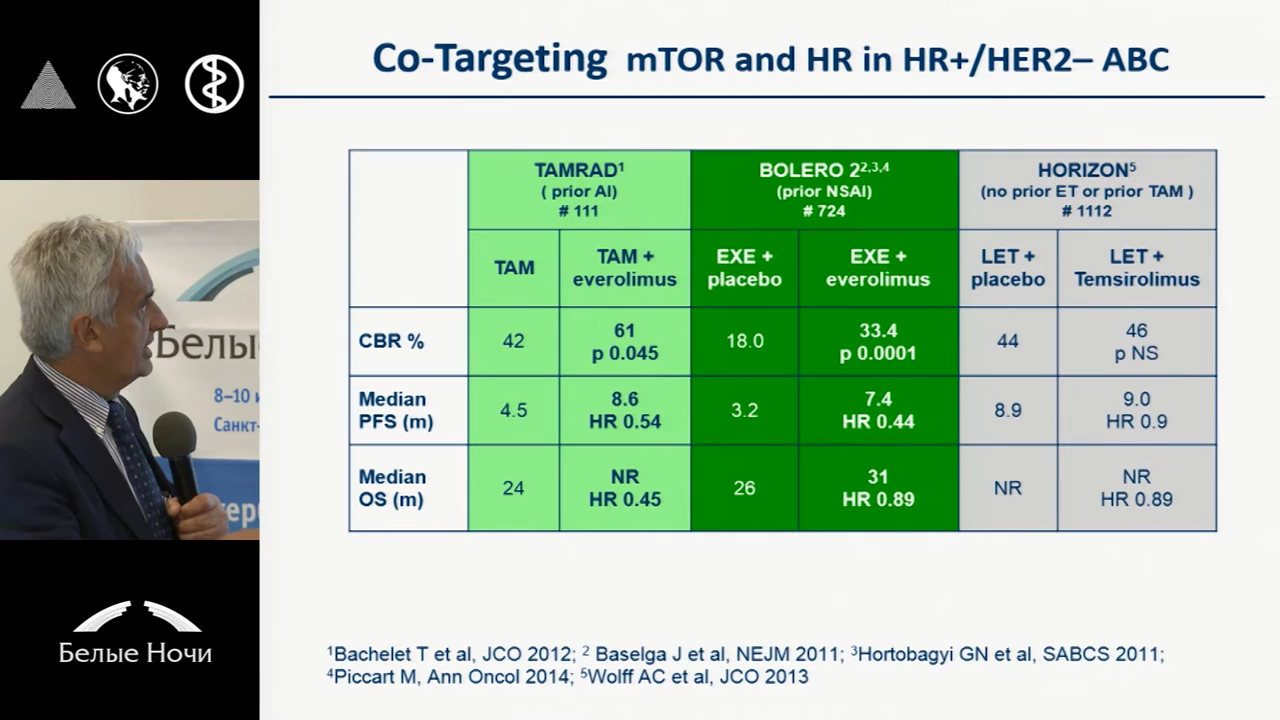 Co-Targeting mTOR and HR in HR+/HER2– ABC
TAMRAD1
( prior AI)
# 111
BOLERO 22,3,4
(prior NSAI)
# 724
HORIZON5
(no prior ET or prior TAM )
# 1112
TAM
TAM +
everolimus
EXE +
placebo
EXE +
everolimus
LET +
placebo
LET +
Temsirolimus
CBR %
42
61
p 0.045
18.0
33.4
p 0.0001
44
46
p NS
Median
PFS (m)
4.5
8.6
HR 0.54
3.2
7.4
HR 0.44
8.9
9.0
HR 0.9
Median
OS (m)
24
NR
HR 0.45
26
31
HR 0.89
NR
NR
HR 0.89
1Bachelet T et al, JCO 2012; 2 Baselga J et al, NEJM 2011; 3Hortobagyi GN et al, SABCS 2011;
4Piccart M, Ann Oncol 2014; 5Wolff AC et al, JCO 2013
Белы
8–10
Санкт-
Белые Ночи